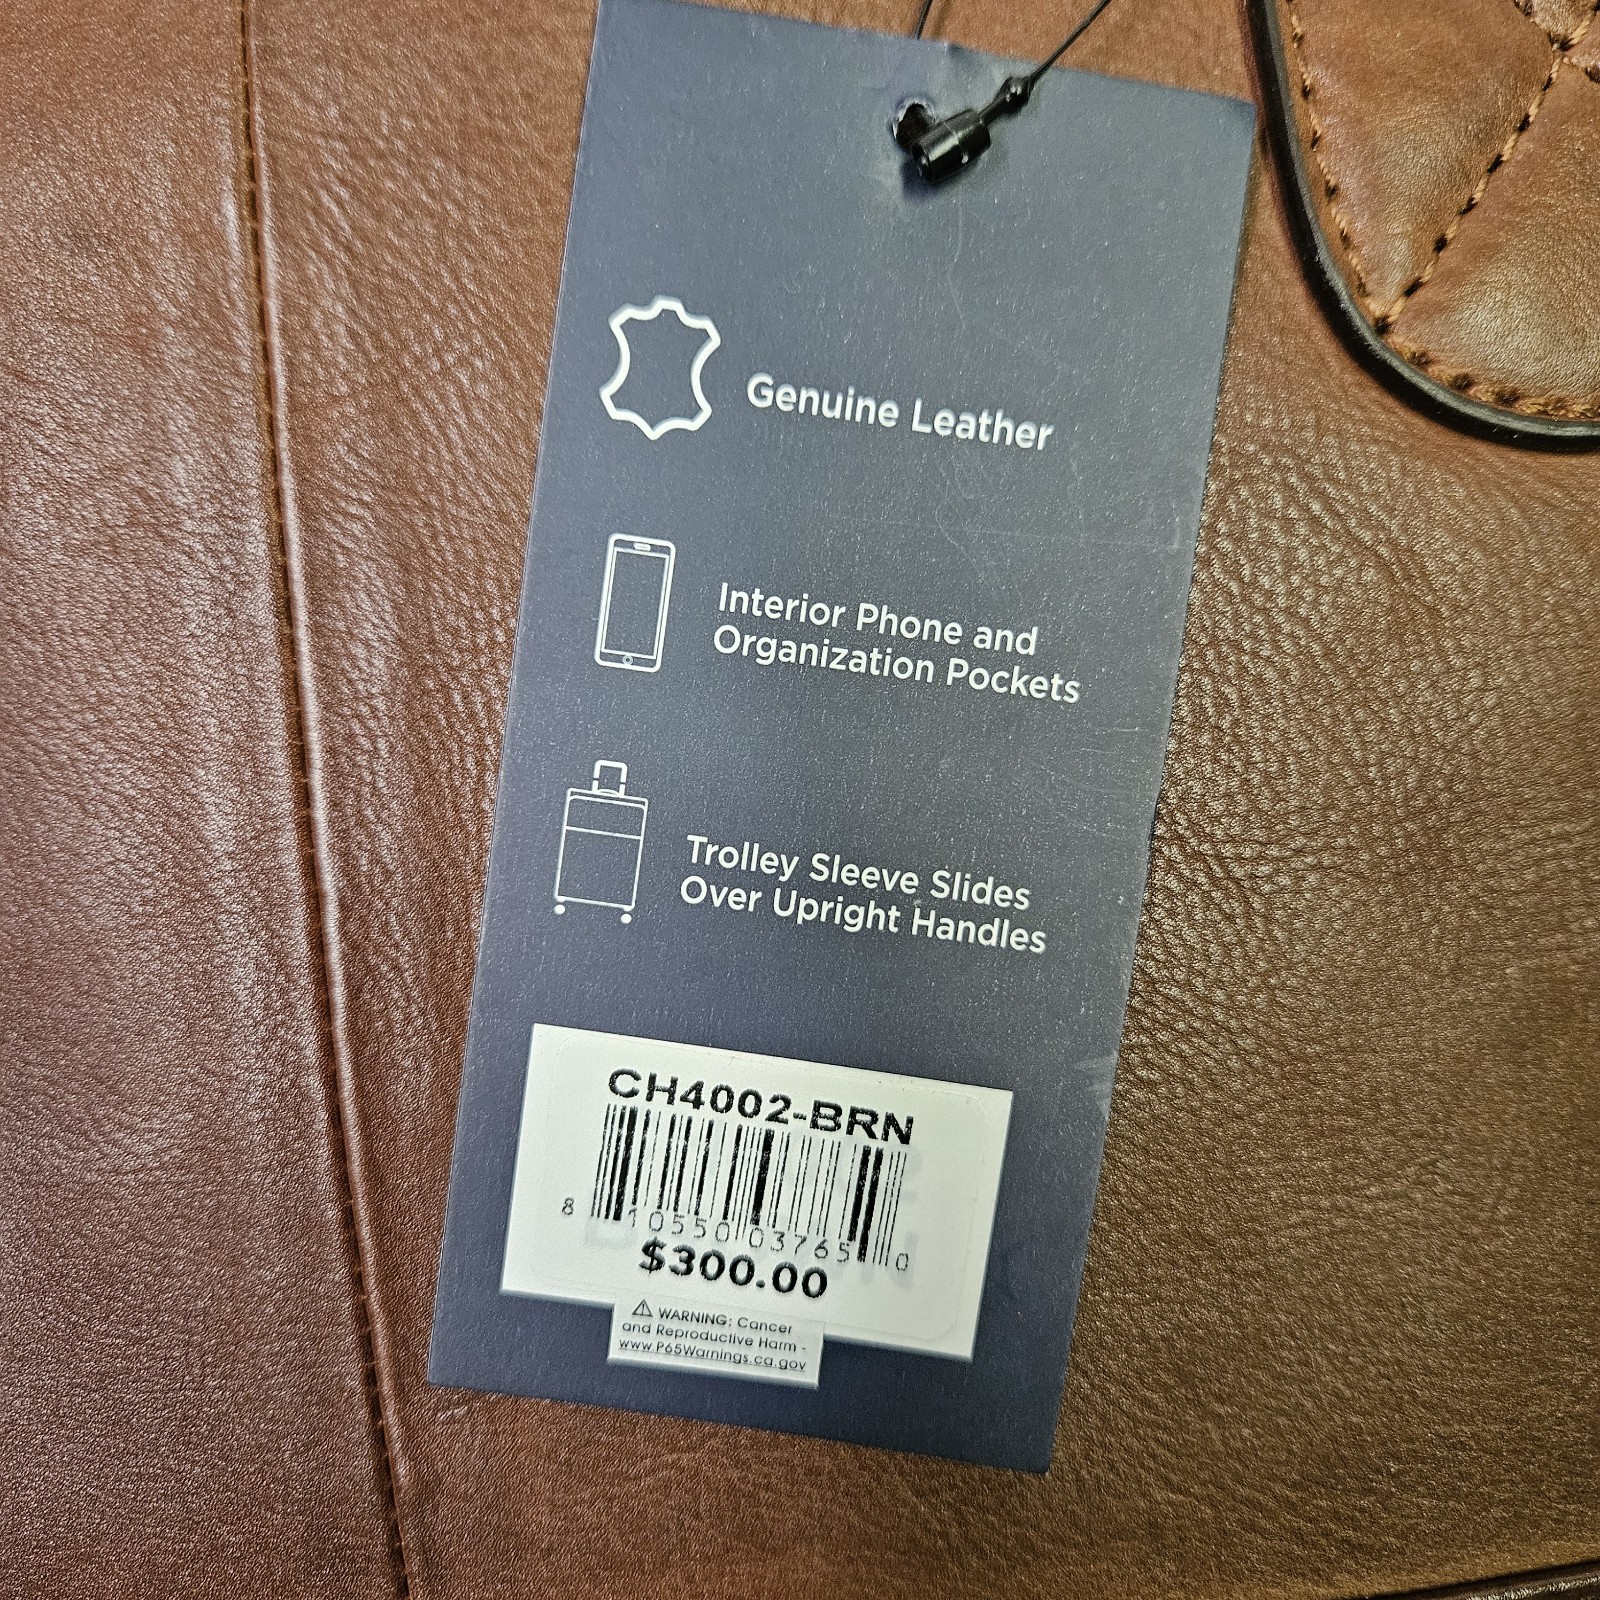 Genuine Leather
Interior Phone and
Organization Pockets
Trolley Sleeve Slides
Over Upright Handles
CH4002-BRN
8 10550 03765 0
$300.00
⚠ WARNING: Cancer
and Reproductive Harm -
www.P65Warnings.ca.gov